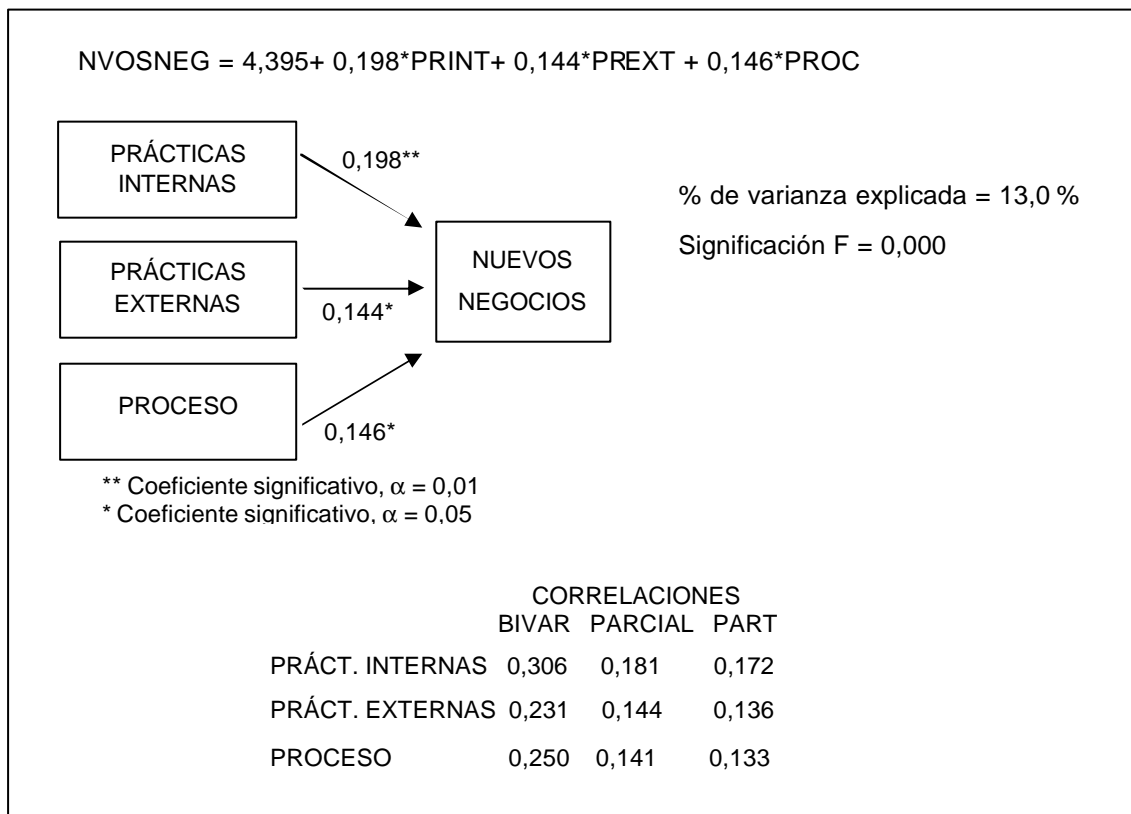 NVOSNEG = 4,395+ 0,198*PRINT+ 0,144*PREXT + 0,146*PROC
PRÁCTICAS
INTERNAS
0,198**
% de varianza explicada = 13,0 %
Significación F = 0,000
PRÁCTICAS
EXTERNAS
0,144*
NUEVOS
NEGOCIOS
PROCESO
0,146*
** Coeficiente significativo, α = 0,01
* Coeficiente significativo, α = 0,05
CORRELACIONES
BIVAR PARCIAL PART
PRÁCT. INTERNAS 0,306 0,181 0,172
PRÁCT. EXTERNAS 0,231 0,144 0,136
PROCESO 0,250 0,141 0,133